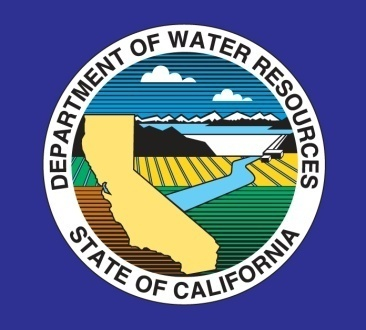 DEPARTMENT OF WATER RESOURCES
STATE OF CALIFORNIA